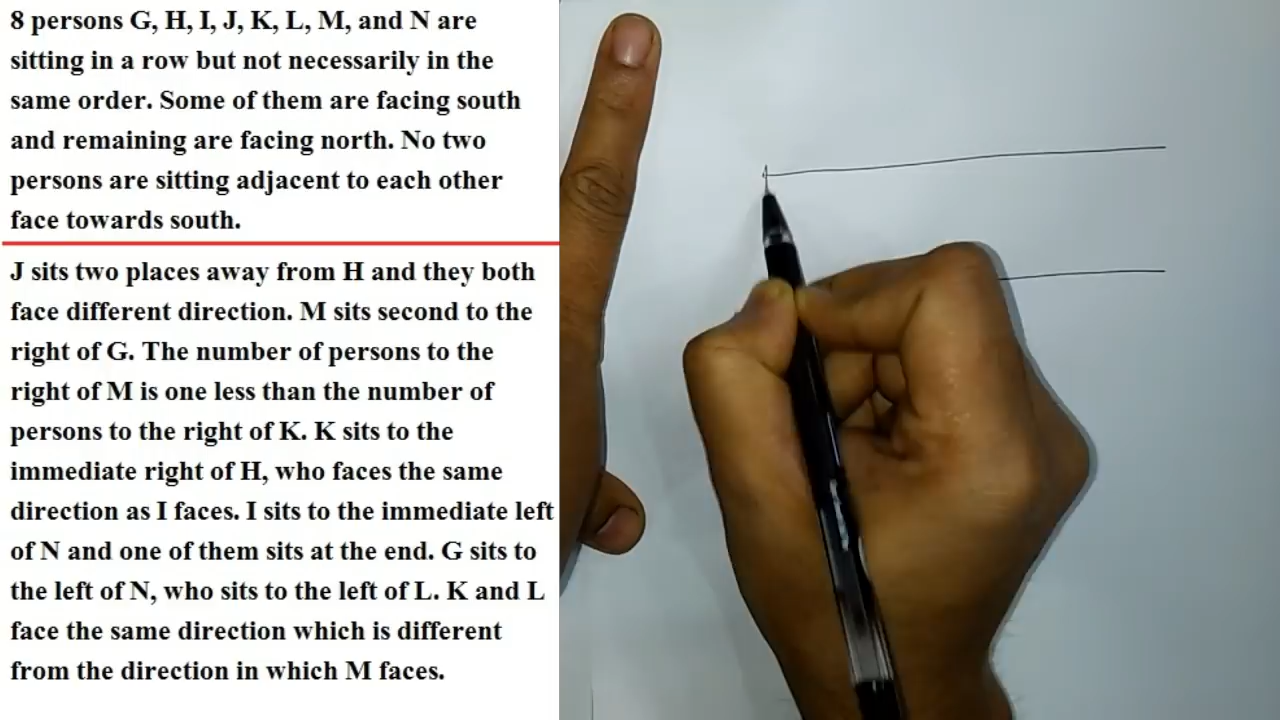 8 persons G, H, I, J, K, L, M, and N are
sitting in a row but not necessarily in the
same order. Some of them are facing south
and remaining are facing north. No two
persons are sitting adjacent to each other
face towards south.
J sits two places away from H and they both
face different direction. M sits second to the
right of G. The number of persons to the
right of M is one less than the number of
persons to the right of K. K sits to the
immediate right of H, who faces the same
direction as I faces. I sits to the immediate left
of N and one of them sits at the end. G sits to
the left of N, who sits to the left of L. K and L
face the same direction which is different
from the direction in which M faces.